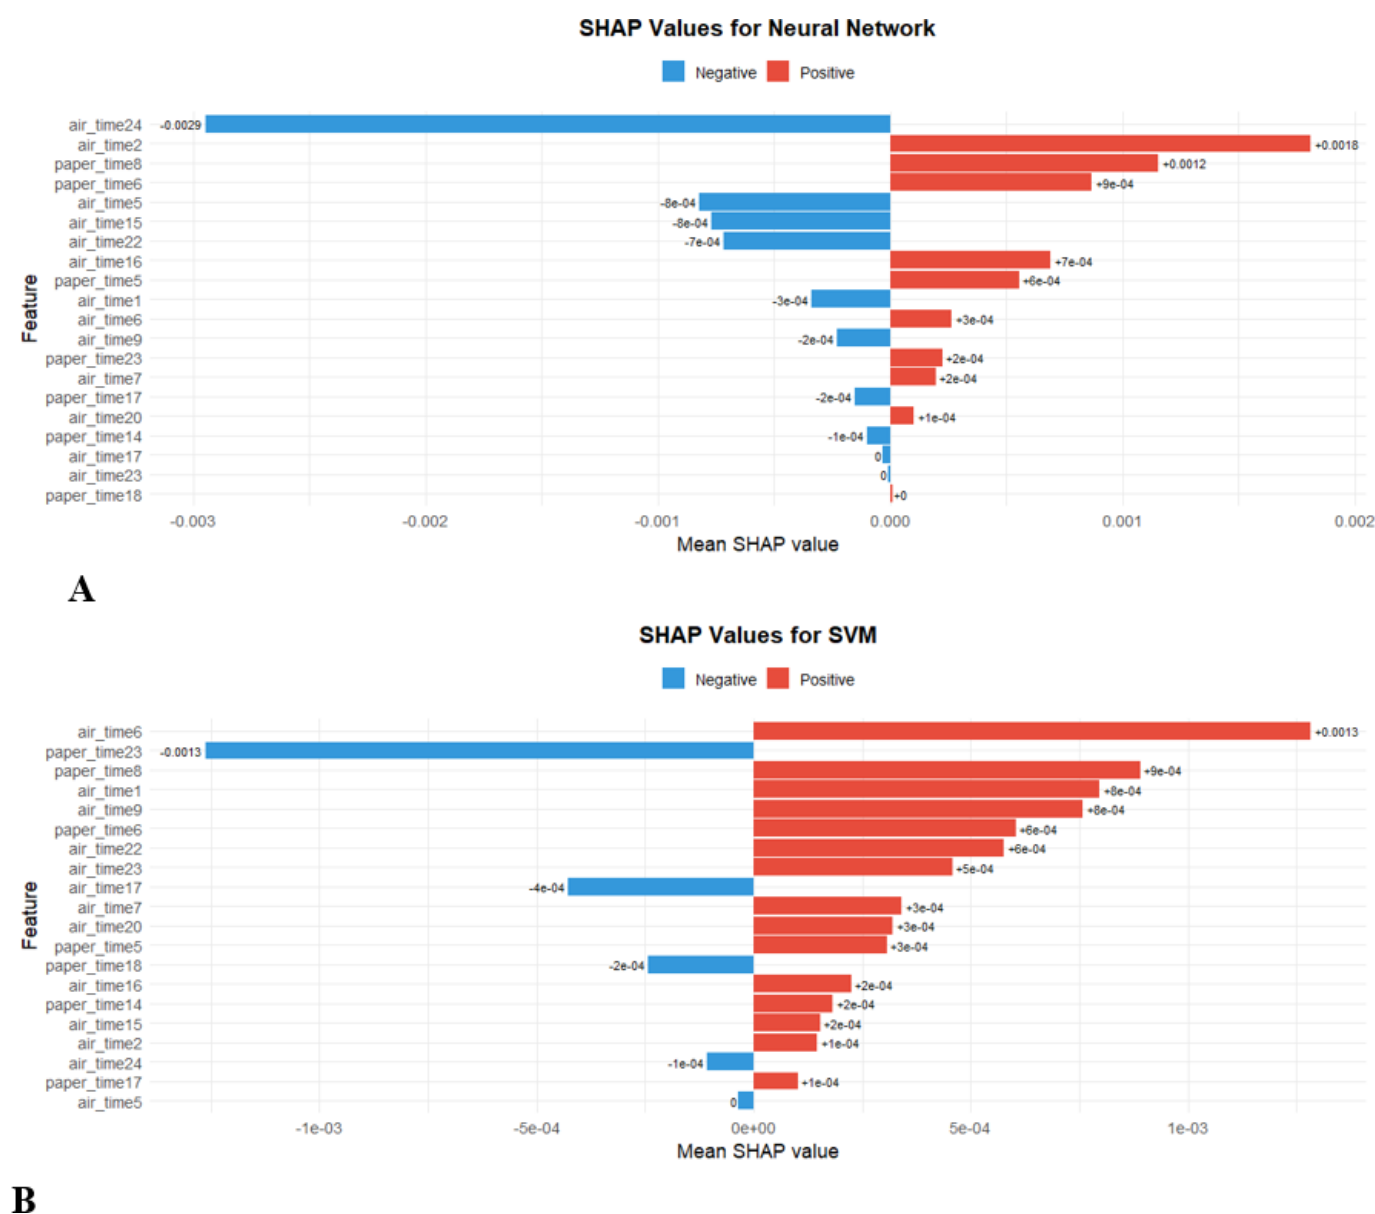 SHAP Values for Neural Network
Negative Positive
air_time24 -0.0029
air_time2 +0.0018
paper_time8 +0.0012
paper_time6 +9e-04
air_time5 -8e-04
air_time15 -8e-04
air_time22 -7e-04
air_time16 +7e-04
paper_time5 +6e-04
air_time1 -3e-04
air_time6 +3e-04
air_time9 -2e-04
paper_time23 +2e-04
air_time7 +2e-04
paper_time17 -2e-04
air_time20 +1e-04
paper_time14 -1e-04
air_time17 0
air_time23 0
paper_time18 +0
Feature
-0.003 -0.002 -0.001 0.000 0.001 0.002
Mean SHAP value
A
SHAP Values for SVM
Negative Positive
air_time6 +0.0013
paper_time23 -0.0013
paper_time8 +9e-04
air_time1 +8e-04
air_time9 +8e-04
paper_time6 +6e-04
air_time22 +6e-04
air_time23 +5e-04
air_time17 -4e-04
air_time7 +3e-04
air_time20 +3e-04
paper_time5 +3e-04
paper_time18 -2e-04
air_time16 +2e-04
paper_time14 +2e-04
air_time15 +2e-04
air_time2 +1e-04
air_time24 -1e-04
paper_time17 +1e-04
air_time5 0
Feature
-1e-03 -5e-04 0e+00 5e-04 1e-03
Mean SHAP value
B